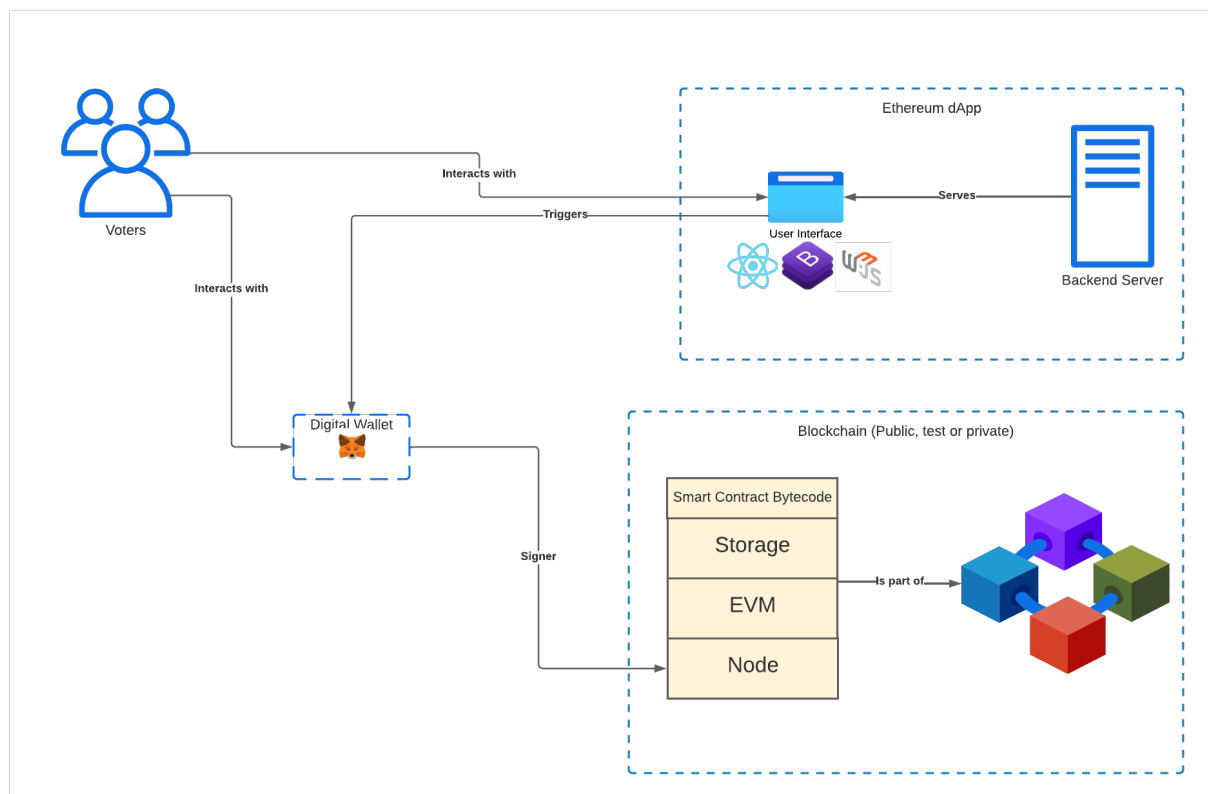 Ethereum dApp
Interacts with
Serves
Triggers
Voters
User Interface
B
Backend Server
Interacts with
Digital Wallet
Blockchain (Public, test or private)
Smart Contract Bytecode
Storage
Signer
Is part of
EVM
Node